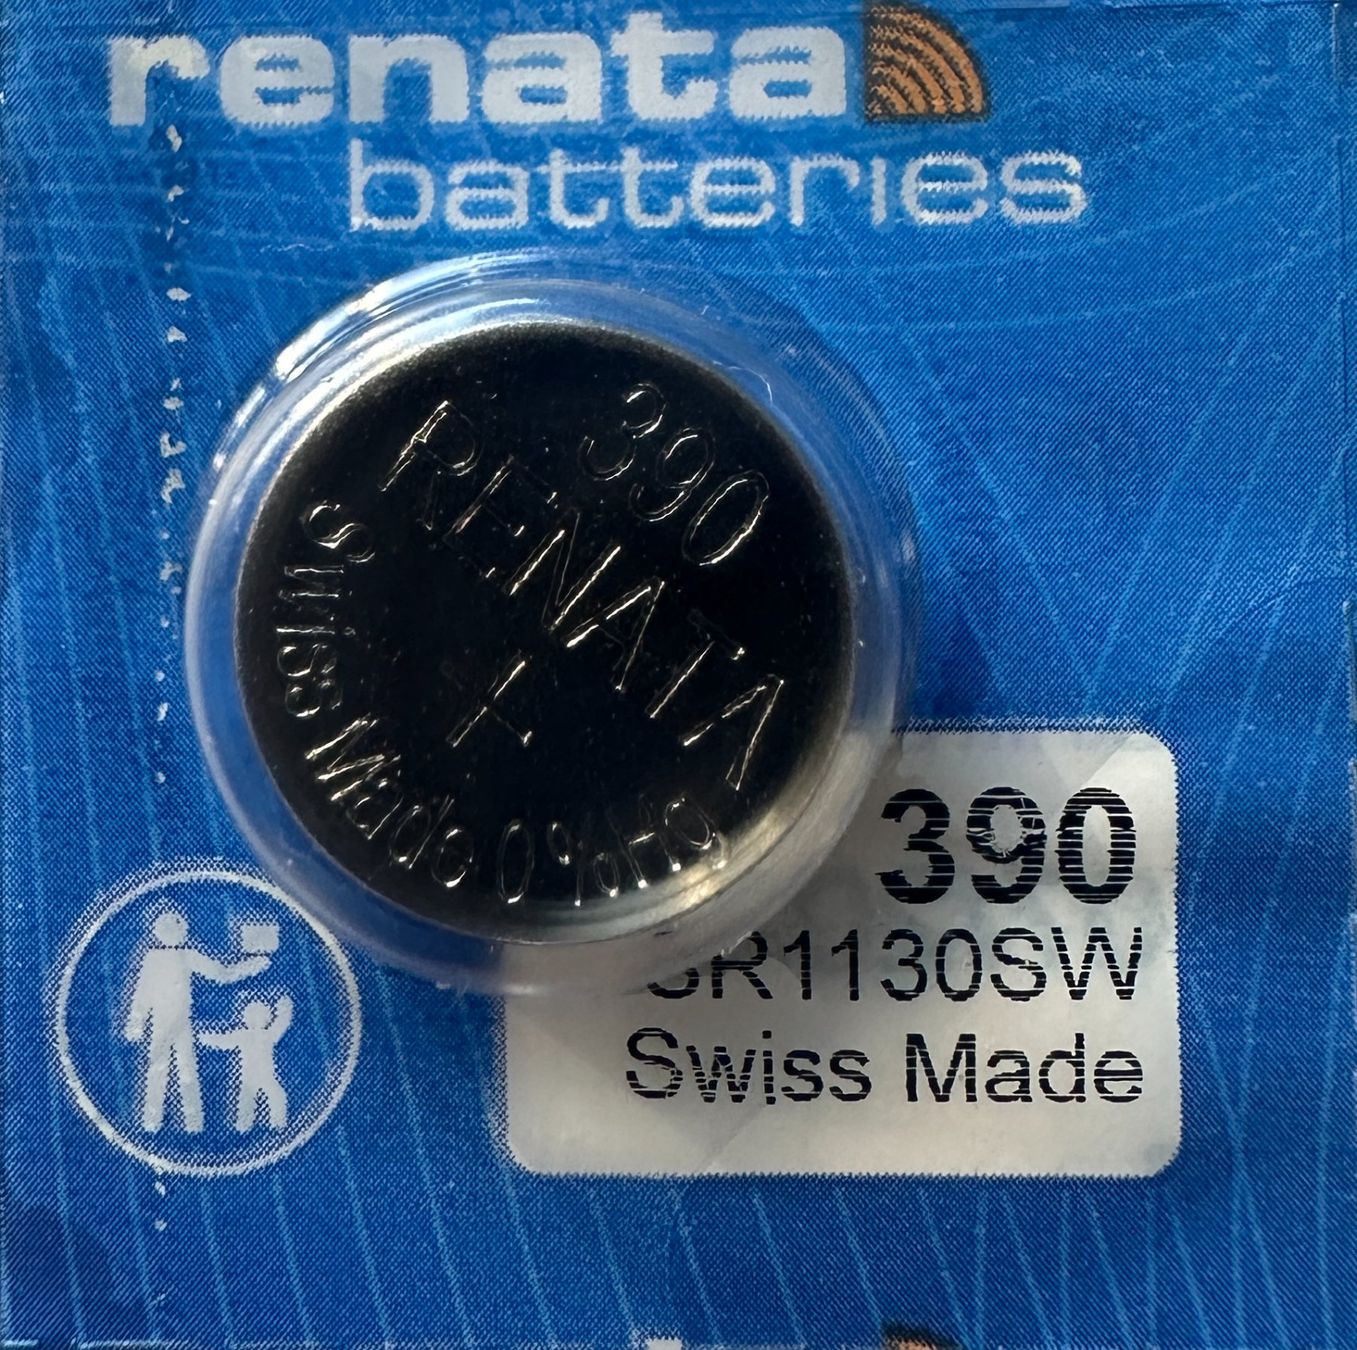 renata
batteries
390
RENATA
+
Swiss Made 0%Hg
390
SR1130SW
Swiss Made